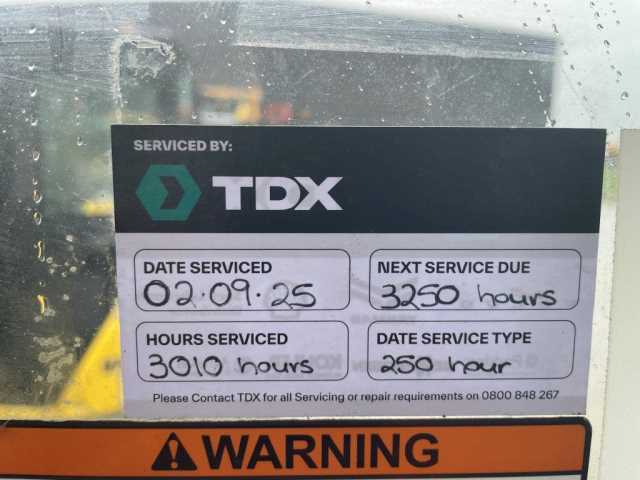 SERVICED BY:
TDX
DATE SERVICED
02.09.25
NEXT SERVICE DUE
3250 hours
HOURS SERVICED
3010 hours
DATE SERVICE TYPE
250 hour
Please Contact TDX for all Servicing or repair requirements on 0800 848 267
WARNING